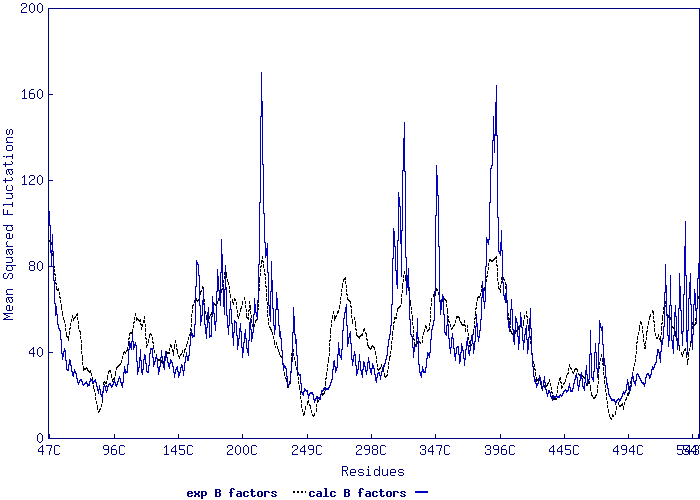 200
160
120
80
40
0
Mean Squared Fluctations
47C 96C 145C 200C 249C 298C 347C 396C 445C 494C
Residues
exp B factors calc B factors